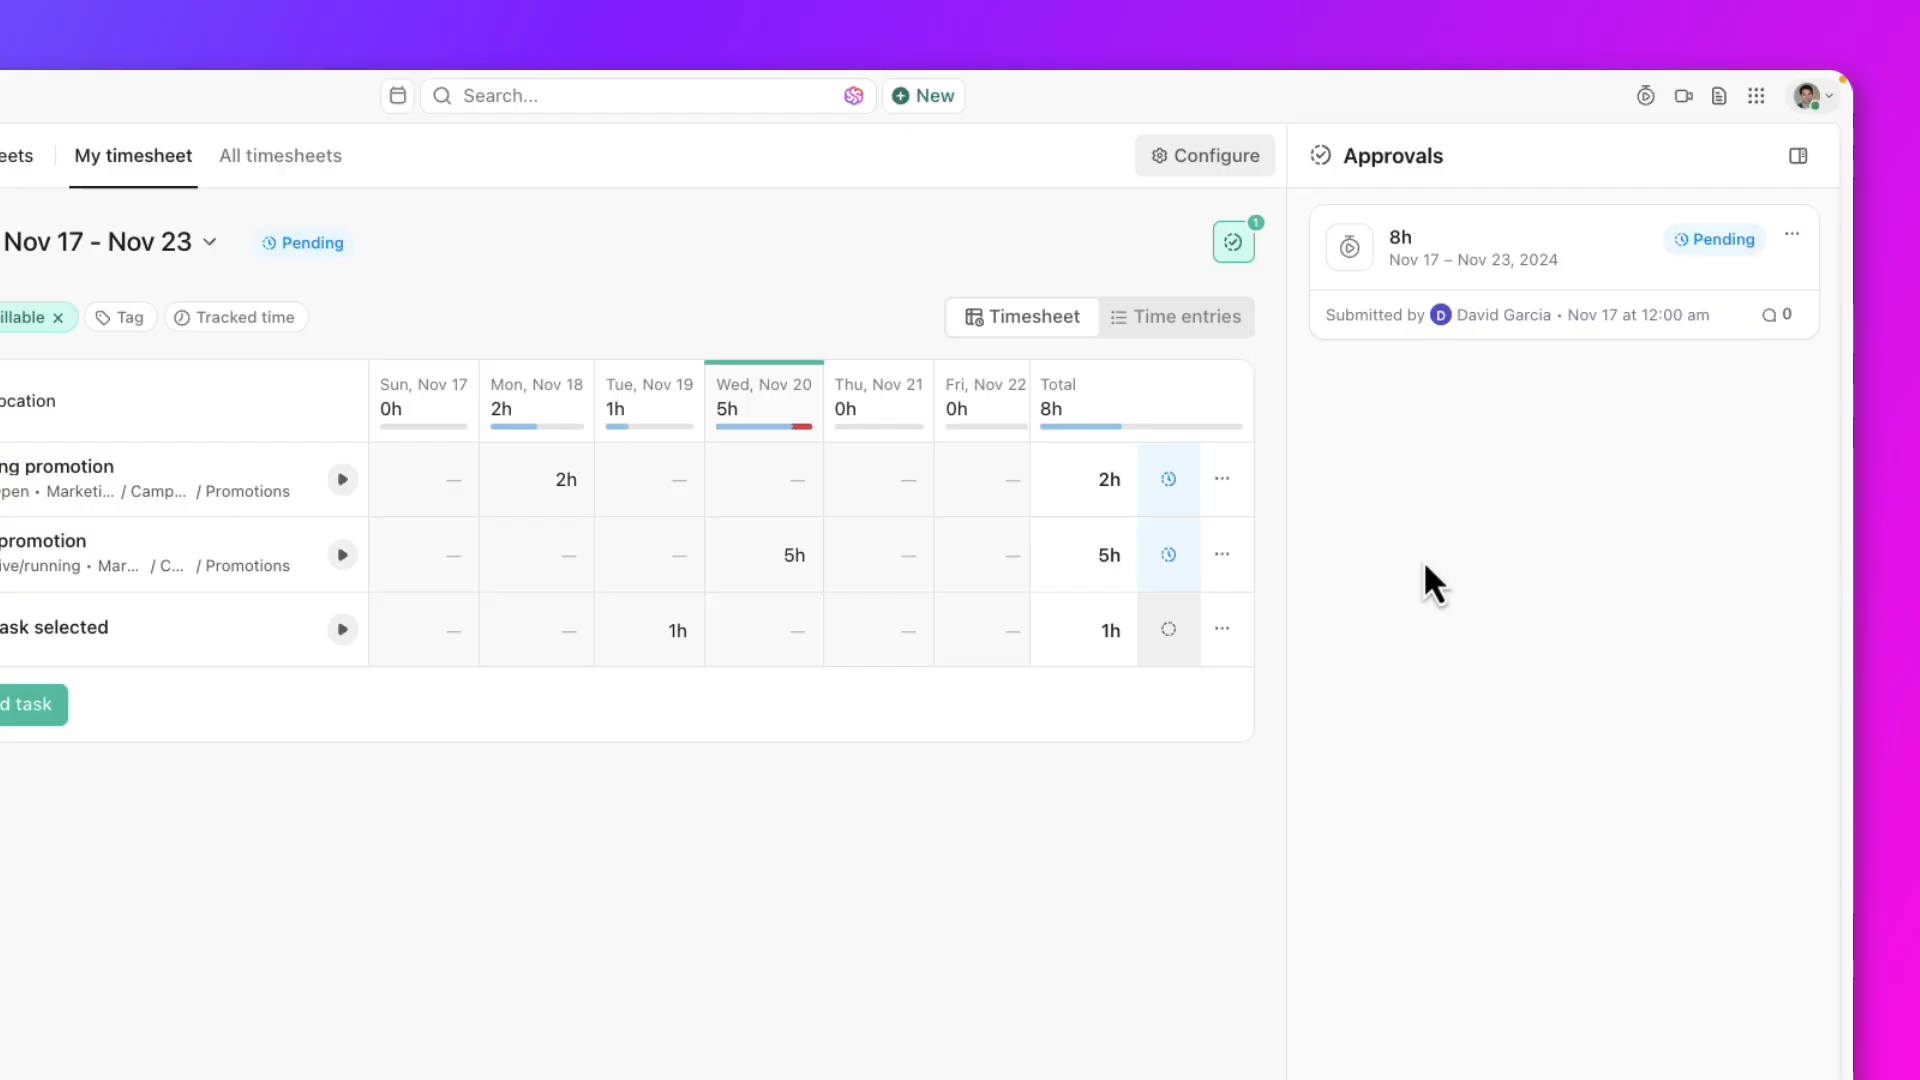 Search...
New
eets
My timesheet
All timesheets
Configure
Approvals
Nov 17 - Nov 23
Pending
1
8h
Nov 17 – Nov 23, 2024
Pending
Submitted by D David Garcia • Nov 17 at 12:00 am
0
illable
Tag
Tracked time
Timesheet
Time entries
ocation
Sun, Nov 17
0h
Mon, Nov 18
2h
Tue, Nov 19
1h
Wed, Nov 20
5h
Thu, Nov 21
0h
Fri, Nov 22
0h
Total
8h
ng promotion
pen • Marketi... / Camp... / Promotions
— 2h — — — — 2h
promotion
ive/running • Mar... / C... / Promotions
— — — 5h — — 5h
ask selected
— — 1h — — — 1h
d task